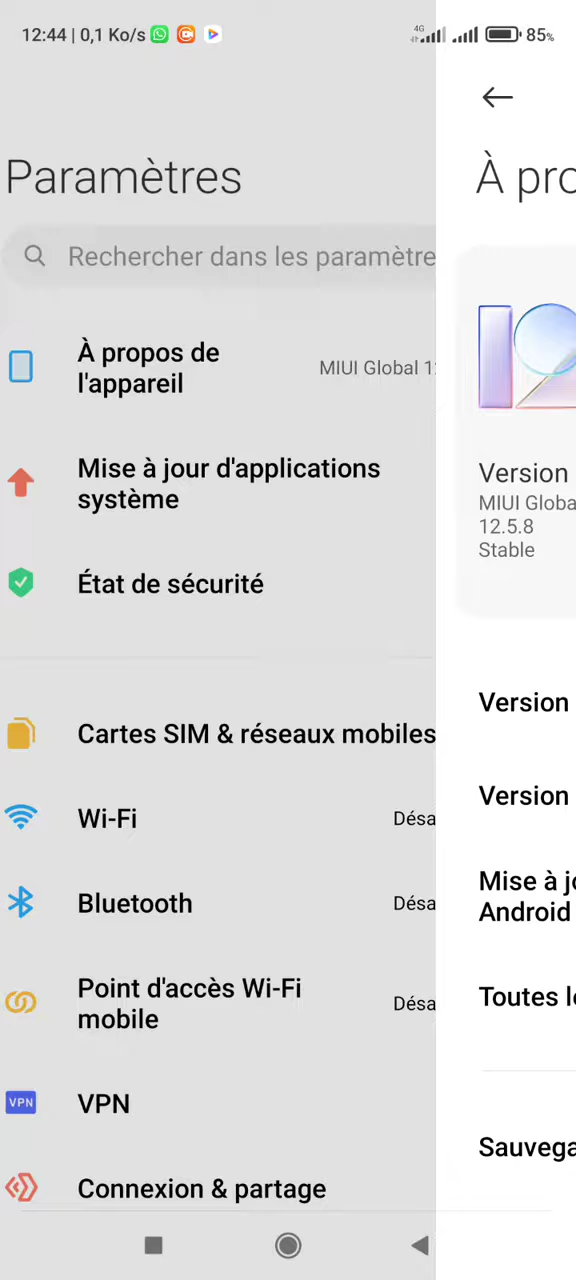 12:44 | 0,1 Ko/s
4G
85%
Paramètres
Rechercher dans les paramètre
À propos de
l'appareil
MIUI Global 12
Mise à jour d'applications
système
État de sécurité
Cartes SIM & réseaux mobiles
Wi-Fi
Désa
Bluetooth
Désa
Point d'accès Wi-Fi
mobile
Désa
VPN
VPN
Connexion & partage
À pro
Version
MIUI Globa
12.5.8
Stable
Version
Version
Mise à jo
Android
Toutes le
Sauvega